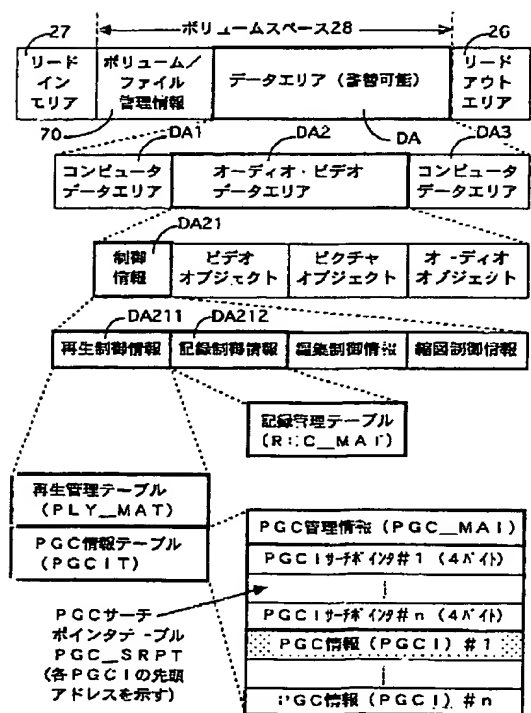 ボリュームスペース28
27
26
リード
イン
エリア
ボリューム/
ファイル
管理情報
データエリア (書替可能)
リード
アウト
エリア
70
DA1
DA2
DA
DA3
コンピュータ
データエリア
オーディオ・ビデオ
データエリア
コンピュータ
データエリア
DA21
制御
情報
ビデオ
オブジェクト
ピクチャ
オブジェクト
オーディオ
オブジェクト
DA211
DA212
再生制御情報
記録制御情報
編集制御情報
縮図制御情報
記録管理テーブル
再生管理テーブル
(PLY_MAT)
PGC情報テーブル
(PGCIT)
PGC管理情報 (PGC_MAI)
PGCIサーチポインタ#1 (4バイト)
PGCIサーチポインタ#n (4バイト)
PGC情報 (PGCI) #1
PGC情報 (PGCI) #n
PGCサーチ
ポインタテーブル
PGC_SRPT
(各PGCIの先頭
アドレスを示す)